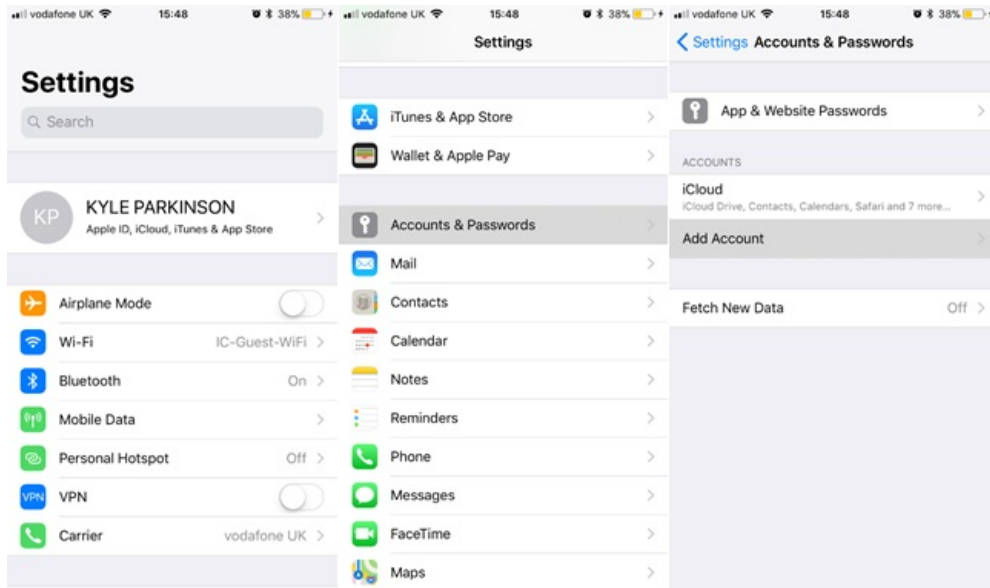 vodafone UK 15:48 38%
Settings
Search
KP
KYLE PARKINSON
Apple ID, iCloud, iTunes & App Store
Airplane Mode
Wi-Fi IC-Guest-WiFi
Bluetooth On
Mobile Data
Personal Hotspot Off
VPN VPN
Carrier vodafone UK
vodafone UK 15:48 38%
Settings
iTunes & App Store
Wallet & Apple Pay
Accounts & Passwords
Mail
Contacts
Calendar
Notes
Reminders
Phone
Messages
FaceTime
Maps
vodafone UK 15:48 38%
Settings Accounts & Passwords
App & Website Passwords
ACCOUNTS
iCloud
iCloud Drive, Contacts, Calendars, Safari and 7 more...
Add Account
Fetch New Data Off